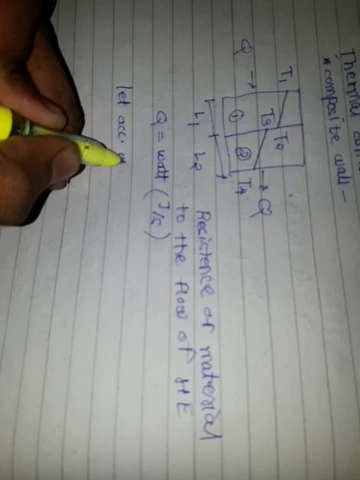 Thermal
* composite wall -
T1
Q →
① T3 T2
②
T4 → Q
L1 L2
Resistence of material
to the flow of HE
Q = watt (J/s)
let acc.